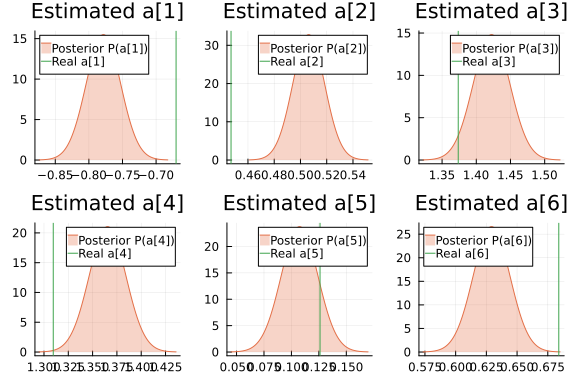 Estimated a[1] Estimated a[2] Estimated a[3]
15 Posterior P(a[1]) 30 Posterior P(a[2]) 15 Posterior P(a[3])
Real a[1] Real a[2] Real a[3]
10 20 10
5 10 5
0 0 0
−0.85 −0.80 −0.75 −0.70 0.46 0.48 0.50 0.52 0.54 1.35 1.40 1.45 1.50
Estimated a[4] Estimated a[5] Estimated a[6]
20 Posterior P(a[4]) 20 Posterior P(a[5]) 25 Posterior P(a[6])
Real a[4] Real a[5] Real a[6]
15 15 20
10 10 15
5 5 10
0 0 5
0
1.300 1.325 1.350 1.375 1.400 1.425 0.050 0.075 0.100 0.125 0.150 0.575 0.600 0.625 0.650 0.675